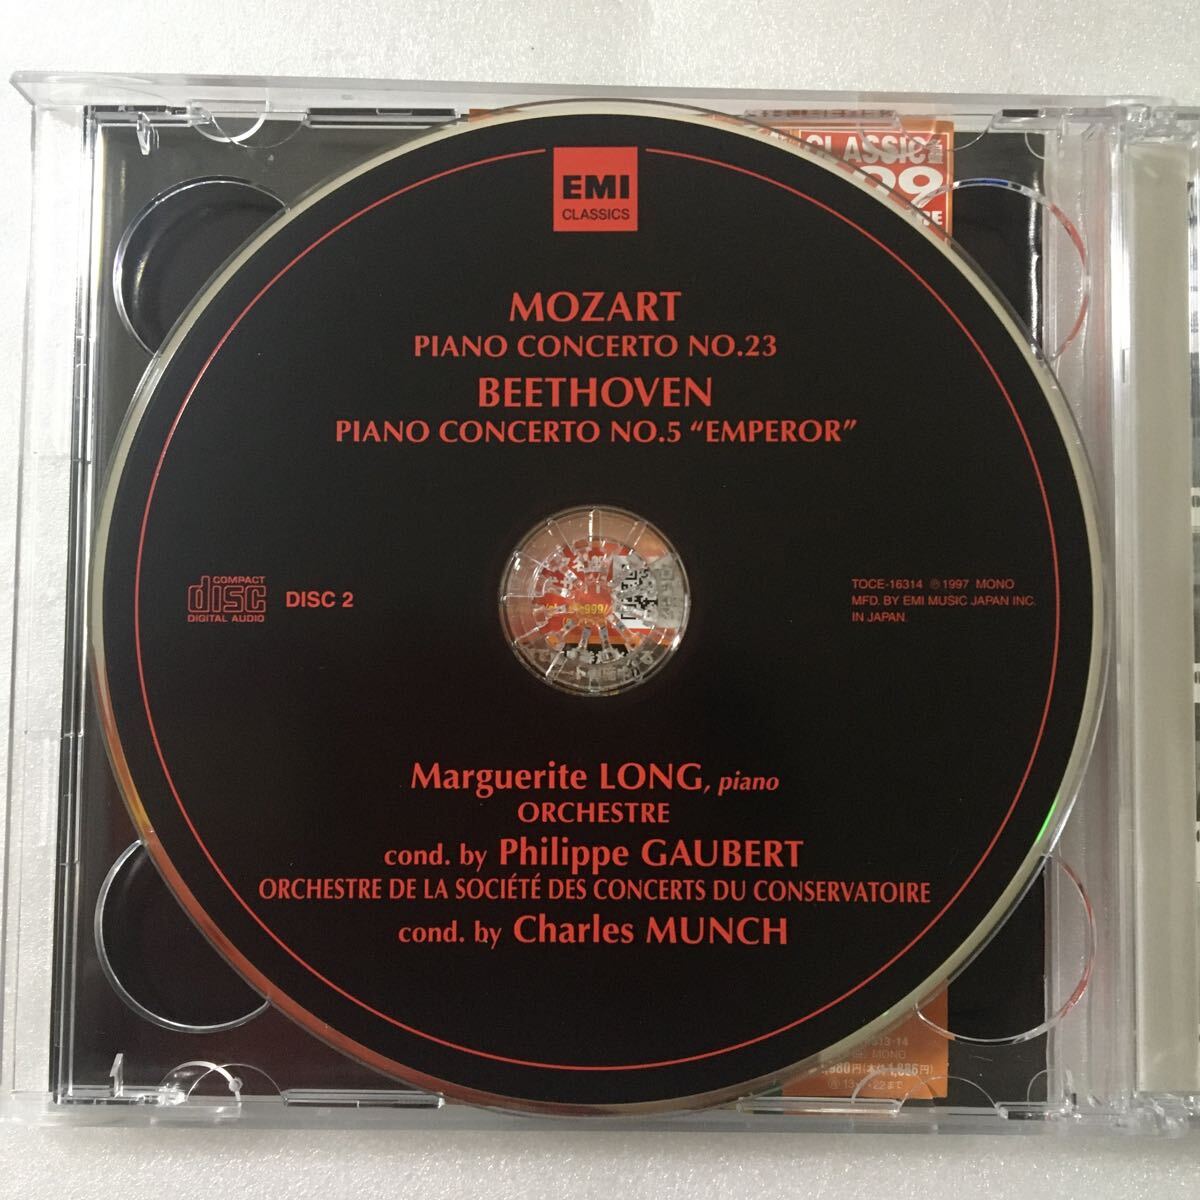 EMI
CLASSICS
MOZART
PIANO CONCERTO NO.23
BEETHOVEN
PIANO CONCERTO NO.5 “EMPEROR”
COMPACT
disc
DIGITAL AUDIO
DISC 2
TOCE-16314 ℗1997 MONO
MFD. BY EMI MUSIC JAPAN INC.
IN JAPAN.
Marguerite LONG, piano
ORCHESTRE
cond. by Philippe GAUBERT
ORCHESTRE DE LA SOCIÉTÉ DES CONCERTS DU CONSERVATOIRE
cond. by Charles MUNCH
CLASSIC
99
MONO